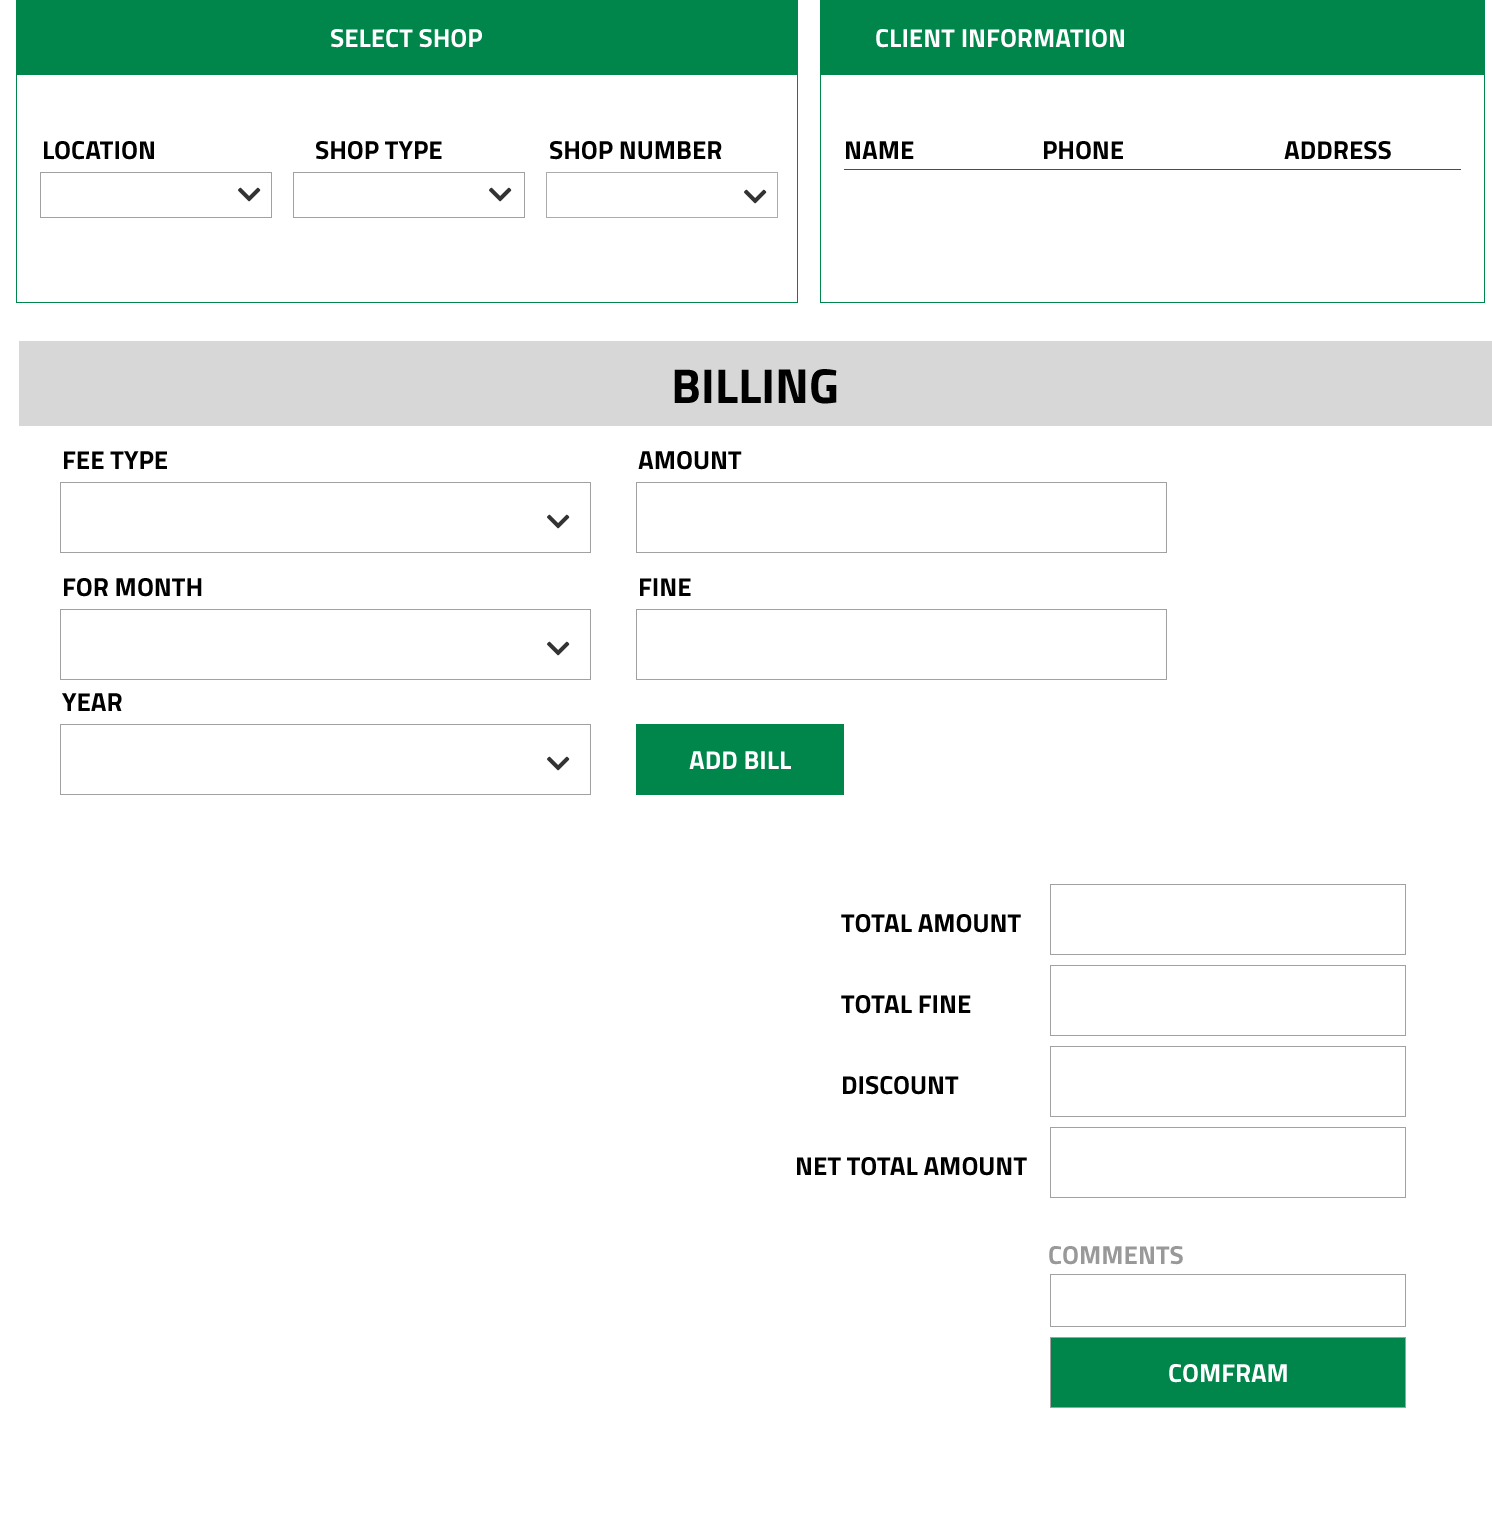 SELECT SHOP
CLIENT INFORMATION
LOCATION
SHOP TYPE
SHOP NUMBER
NAME
PHONE
ADDRESS
BILLING
FEE TYPE
AMOUNT
FOR MONTH
FINE
YEAR
ADD BILL
TOTAL AMOUNT
TOTAL FINE
DISCOUNT
NET TOTAL AMOUNT
COMMENTS
COMFRAM